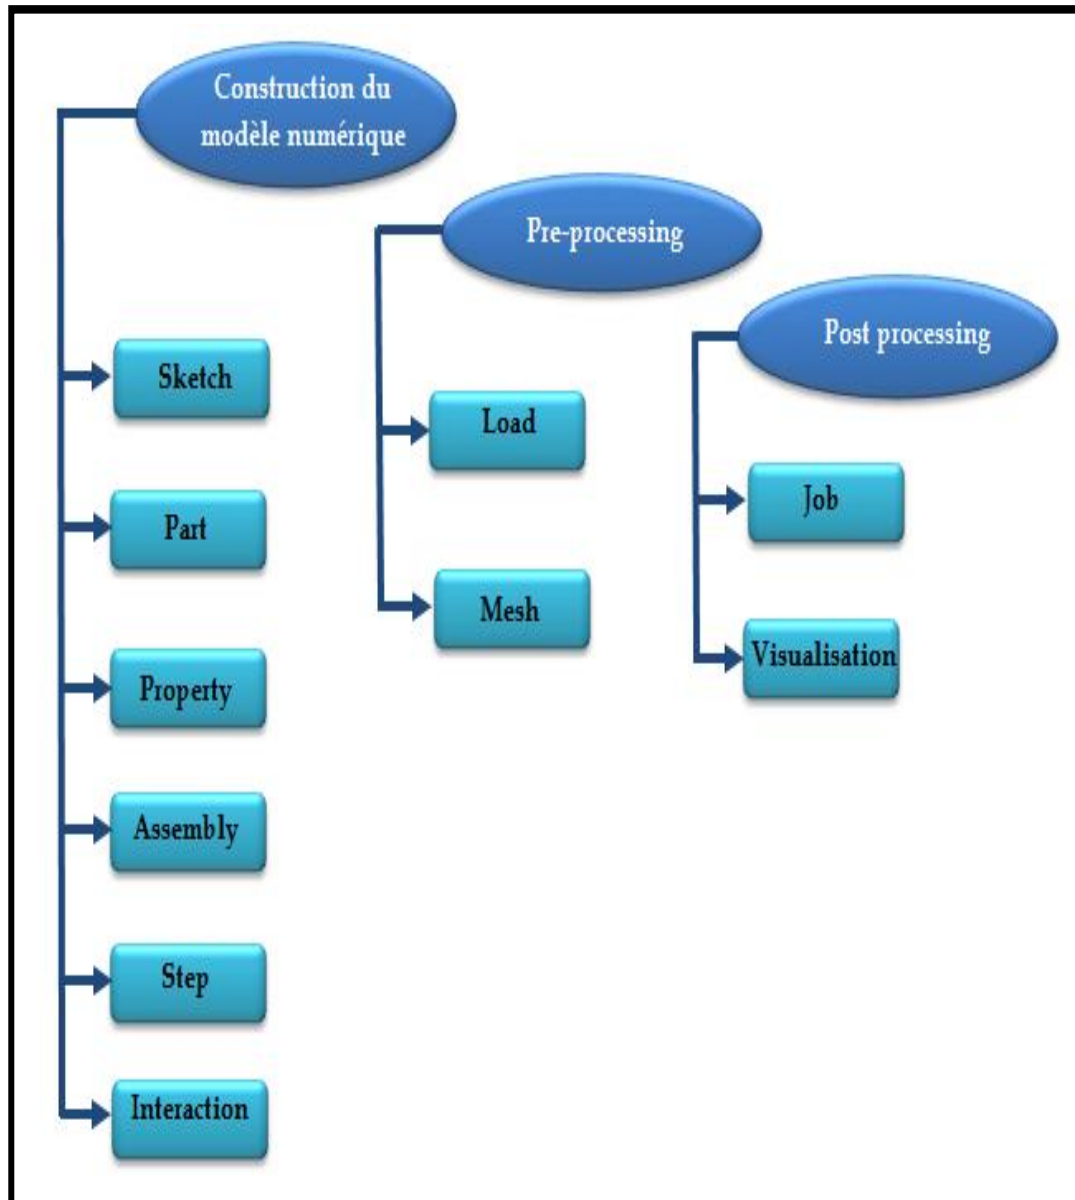 Construction du
modèle numérique
Pre-processing
Post processing
Sketch
Part
Property
Assembly
Step
Interaction
Load
Mesh
Job
Visualisation